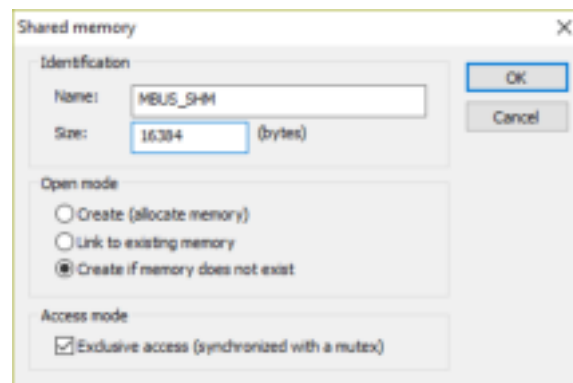 Shared memory
Identification
Name: MBUS_SHM
Size: 16384 (bytes)
OK
Cancel
Open mode
Create (allocate memory)
Link to existing memory
Create if memory does not exist
Access mode
Exclusive access (synchronized with a mutex)